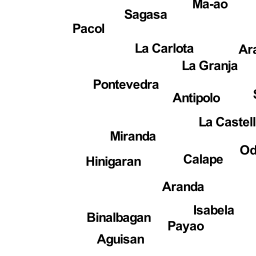 Ma-ao
Sagasa
Pacol
La Carlota
Ara
La Granja
Pontevedra
Antipolo
S
La Castell
Miranda
Od
Hinigaran
Calape
Aranda
Isabela
Binalbagan
Payao
Aguisan